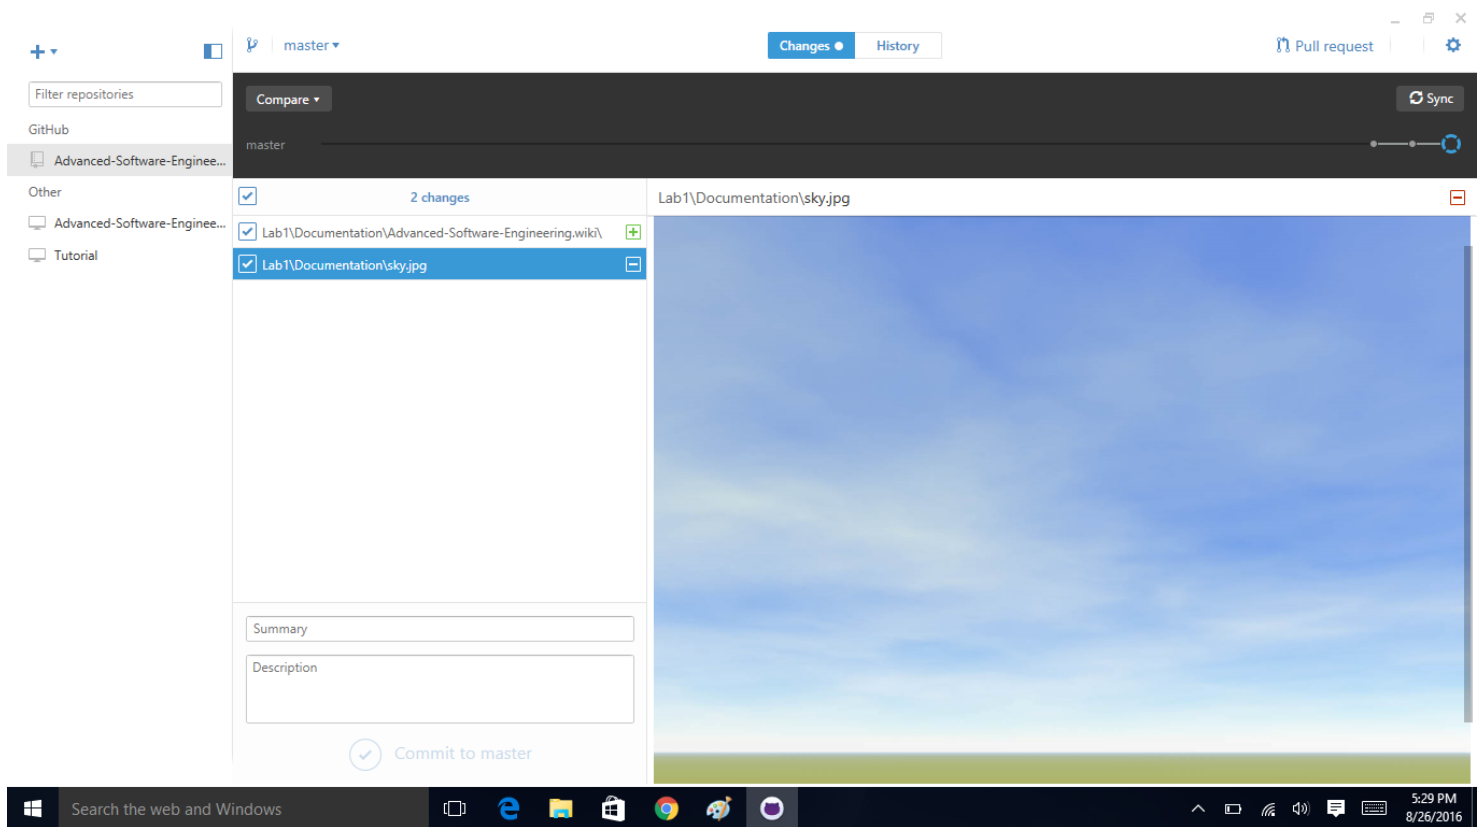 master
Changes
History
Pull request
Filter repositories
GitHub
Advanced-Software-Enginee...
Other
Advanced-Software-Enginee...
Tutorial
Compare
Sync
master
2 changes
Lab1\Documentation\Advanced-Software-Engineering.wiki\
Lab1\Documentation\sky.jpg
Lab1\Documentation\sky.jpg
Summary
Description
Commit to master
Search the web and Windows
5:29 PM
8/26/2016